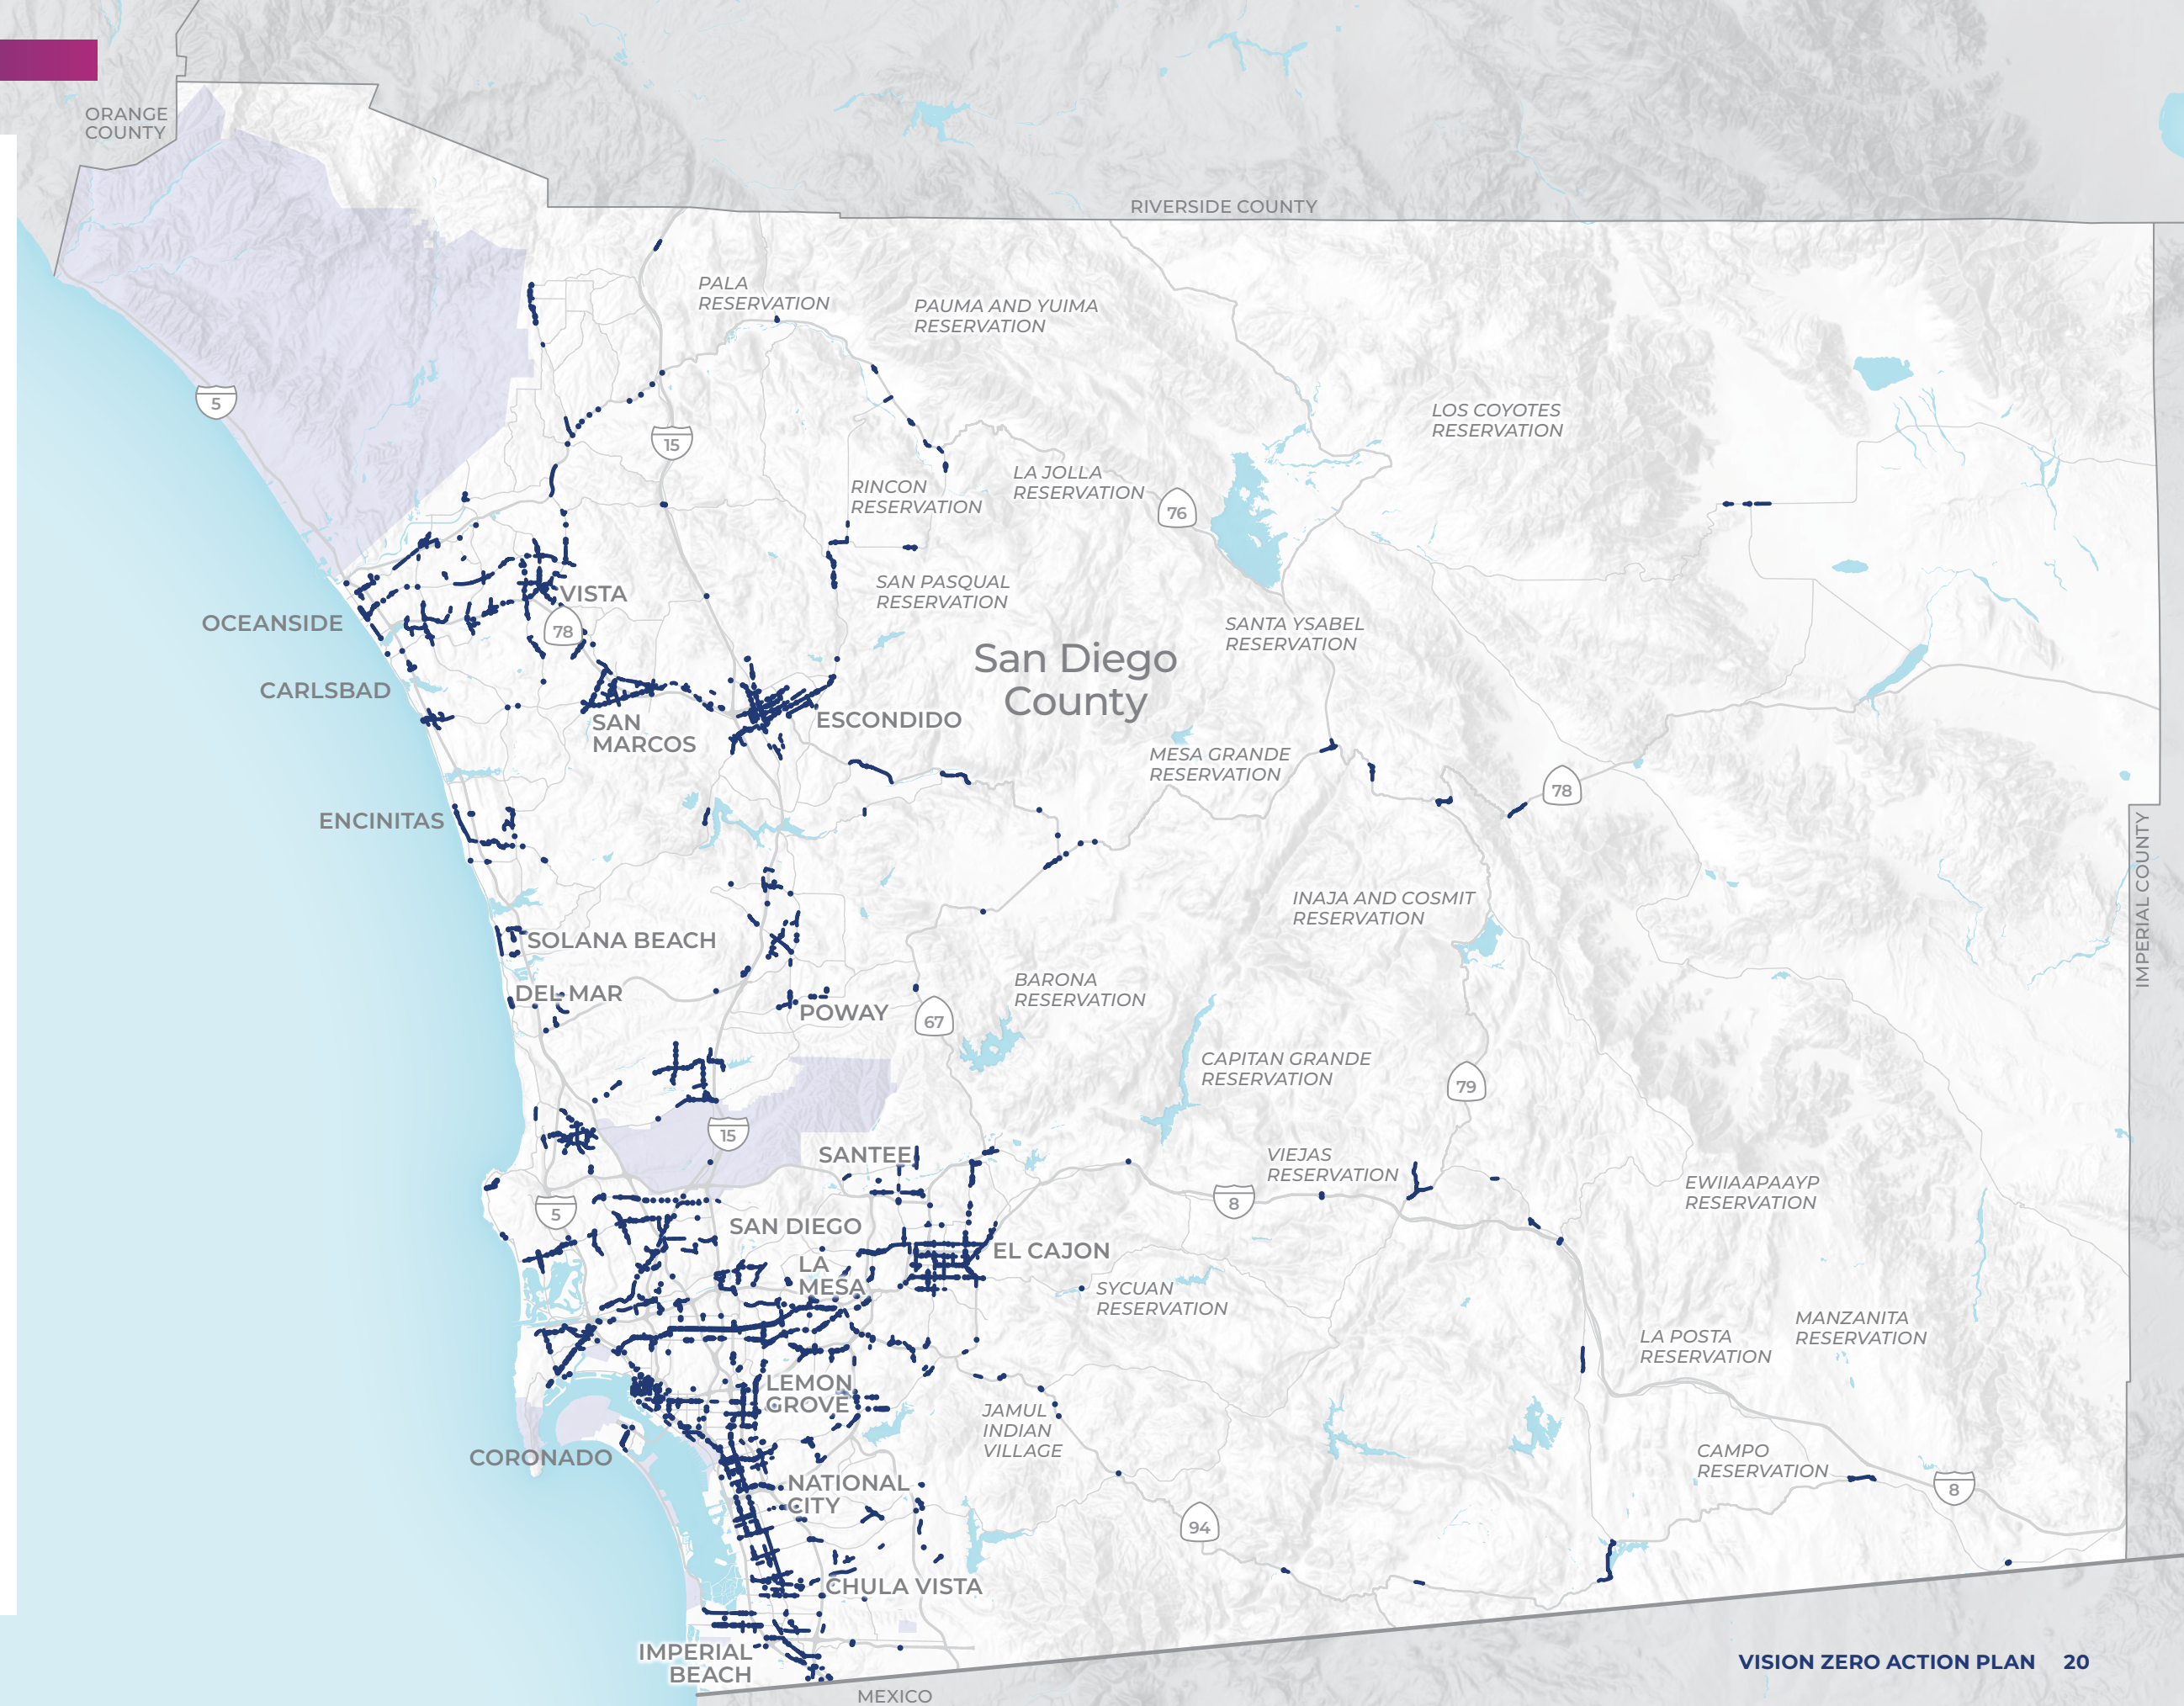 ORANGE
COUNTY
RIVERSIDE COUNTY
PALA
RESERVATION
PAUMA AND YUIMA
RESERVATION
5
15
LOS COYOTES
RESERVATION
LA JOLLA
RESERVATION
RINCON
RESERVATION
76
SAN PASQUAL
RESERVATION
VISTA
OCEANSIDE
78
SANTA YSABEL
RESERVATION
San Diego
County
CARLSBAD
SAN
MARCOS
ESCONDIDO
MESA GRANDE
RESERVATION
78
ENCINITAS
IMPERIAL COUNTY
INAJA AND COSMIT
RESERVATION
SOLANA BEACH
DEL MAR
POWAY
67
BARONA
RESERVATION
CAPITAN GRANDE
RESERVATION
79
15
SANTEE
VIEJAS
RESERVATION
8
EWIIAAPAAYP
RESERVATION
5
SAN DIEGO
EL CAJON
LA
MESA
SYCUAN
RESERVATION
LA POSTA
RESERVATION
MANZANITA
RESERVATION
LEMON
GROVE
JAMUL
INDIAN
VILLAGE
CORONADO
CAMPO
RESERVATION
NATIONAL
CITY
8
94
CHULA VISTA
IMPERIAL
BEACH
MEXICO
VISION ZERO ACTION PLAN 20